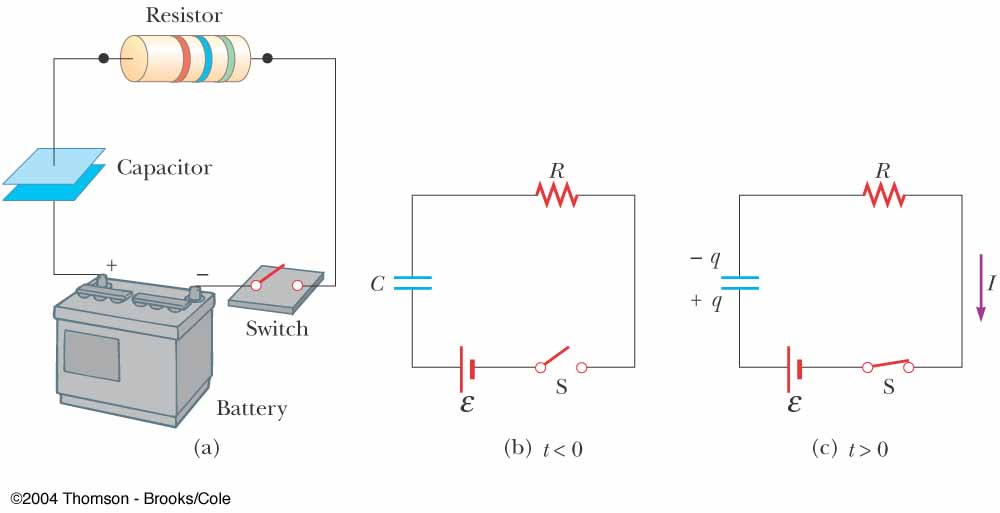 Resistor
Capacitor
+
−
Switch
Battery
(a)
R
C
S
ε
(b) t < 0
R
− q
+ q
I
S
ε
(c) t > 0
©2004 Thomson - Brooks/Cole